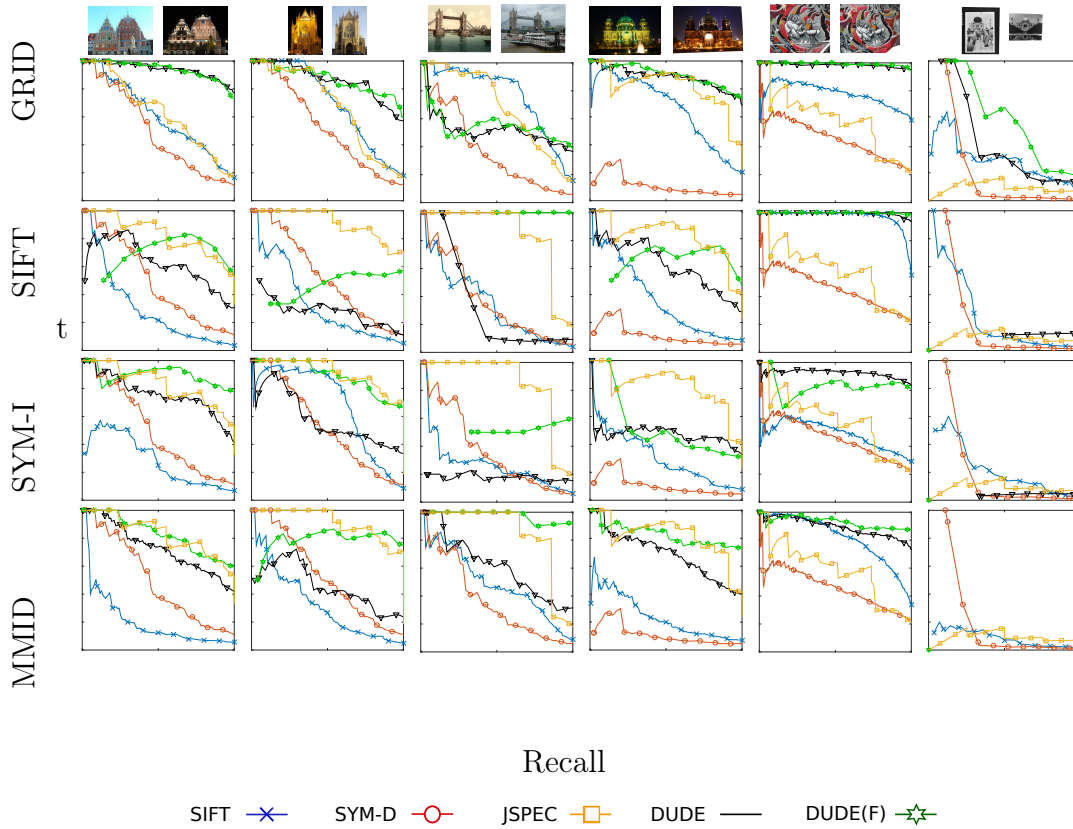 GRID
SIFT
t
SYM-I
MMID
Recall
SIFT SYM-D JSPEC DUDE DUDE(F)